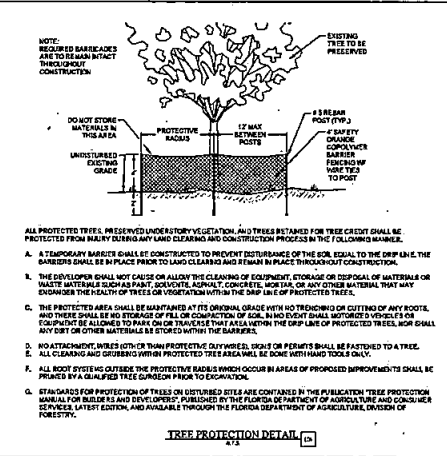 NOTE:
REQUIRED BARRICADES
ARE TO REMAIN INTACT
THROUGHOUT
CONSTRUCTION
EXISTING
TREE TO BE
PRESERVED
DO NOT STORE
MATERIALS IN
THIS AREA
PROTECTIVE
RADIUS
12' MAX
BETWEEN
POSTS
# 5 REBAR
POST (TYP.)
UNDISTURBED
EXISTING
GRADE
4' SAFETY
ORANGE
COPOLYMER
BARRIER
FENCING W/
WIRE TIES
TO POST
4'
2'
ALL PROTECTED TREES, PRESERVED UNDERSTORY VEGETATION, AND TREES RETAINED FOR TREE CREDIT SHALL BE
PROTECTED FROM INJURY DURING ANY LAND CLEARING AND CONSTRUCTION PROCESS IN THE FOLLOWING MANNER.
A. A TEMPORARY BARRIER SHALL BE CONSTRUCTED TO PREVENT DISTURBANCE OF THE SOIL EQUAL TO THE DRIP LINE. THE
BARRIERS SHALL BE IN PLACE PRIOR TO LAND CLEARING AND REMAIN IN PLACE THROUGHOUT CONSTRUCTION.
B. THE DEVELOPER SHALL NOT CAUSE OR ALLOW THE CLEANING OF EQUIPMENT, STORAGE OR DISPOSAL OF MATERIALS OR
WASTE MATERIALS SUCH AS PAINT, SOLVENTS, ASPHALT, CONCRETE, MORTAR, OR ANY OTHER MATERIAL THAT MAY
ENDANGER THE HEALTH OF TREES OR VEGETATION WITHIN THE DRIP LINE OF PROTECTED TREES.
C. THE PROTECTED AREA SHALL BE MAINTAINED AT ITS ORIGINAL GRADE WITH NO TRENCHING OR CUTTING OF ANY ROOTS,
AND THERE SHALL BE NO STORAGE OF FILL OR COMPACTION OF SOIL. IN NO EVENT SHALL MOTORIZED VEHICLES OR
EQUIPMENT BE ALLOWED TO PARK ON OR TRAVERSE THAT AREA WITHIN THE DRIP LINE OF PROTECTED TREES, NOR SHALL
ANY DIRT OR OTHER MATERIALS BE STORED WITHIN THE BARRIERS.
D. NO ATTACHMENT, WIRES (OTHER THAN PROTECTIVE GUY WIRES), SIGNS OR PERMITS SHALL BE FASTENED TO A TREE.
E. ALL CLEARING AND GRUBBING WITHIN PROTECTED TREE AREA WILL BE DONE WITH HAND TOOLS ONLY.
F. ALL ROOT SYSTEMS OUTSIDE THE PROTECTIVE RADIUS WHICH OCCUR IN AREAS OF PROPOSED IMPROVEMENTS SHALL BE
PRUNED BY A QUALIFIED TREE SURGEON PRIOR TO EXCAVATION.
G. STANDARDS FOR PROTECTION OF TREES ON DISTURBED SITES ARE CONTAINED IN THE PUBLICATION "TREE PROTECTION
MANUAL FOR BUILDERS AND DEVELOPERS", PUBLISHED BY THE FLORIDA DEPARTMENT OF AGRICULTURE AND CONSUMER
SERVICES, LATEST EDITION, AND AVAILABLE THROUGH THE FLORIDA DEPARTMENT OF AGRICULTURE, DIVISION OF
FORESTRY.
TREE PROTECTION DETAIL
N.T.S.